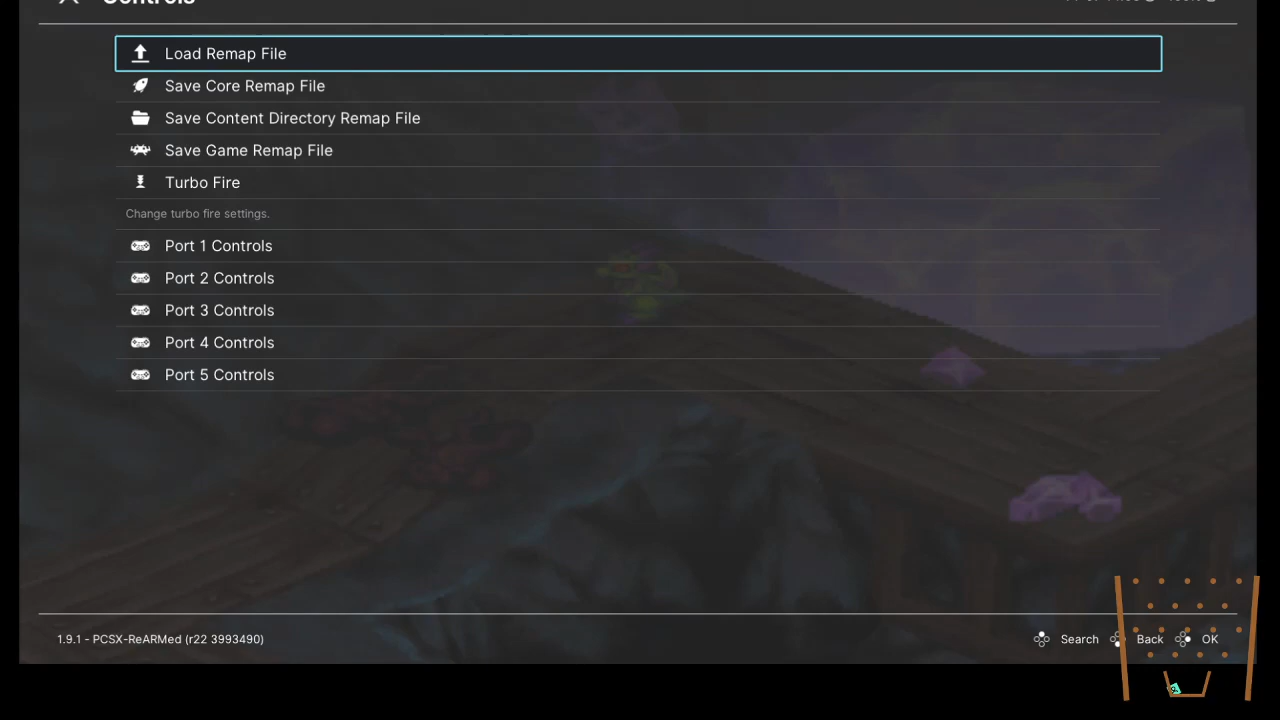 Controls
Load Remap File
Save Core Remap File
Save Content Directory Remap File
Save Game Remap File
Turbo Fire
Change turbo fire settings.
Port 1 Controls
Port 2 Controls
Port 3 Controls
Port 4 Controls
Port 5 Controls
1.9.1 - PCSX-ReARMed (r22 3993490)
Search Back OK